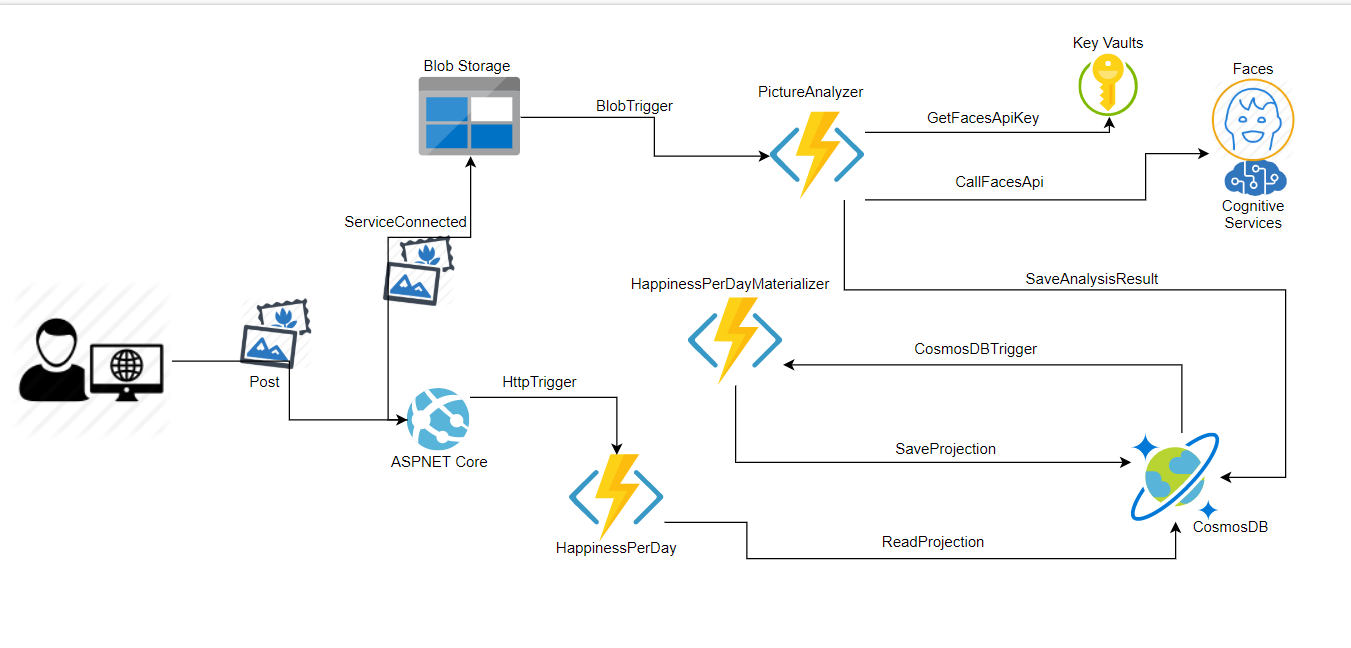 Key Vaults
Blob Storage
Faces
PictureAnalyzer
BlobTrigger
GetFacesApiKey
CallFacesApi
Cognitive
Services
ServiceConnected
SaveAnalysisResult
HappinessPerDayMaterializer
CosmosDBTrigger
Post
HttpTrigger
SaveProjection
ASPNET Core
CosmosDB
ReadProjection
HappinessPerDay